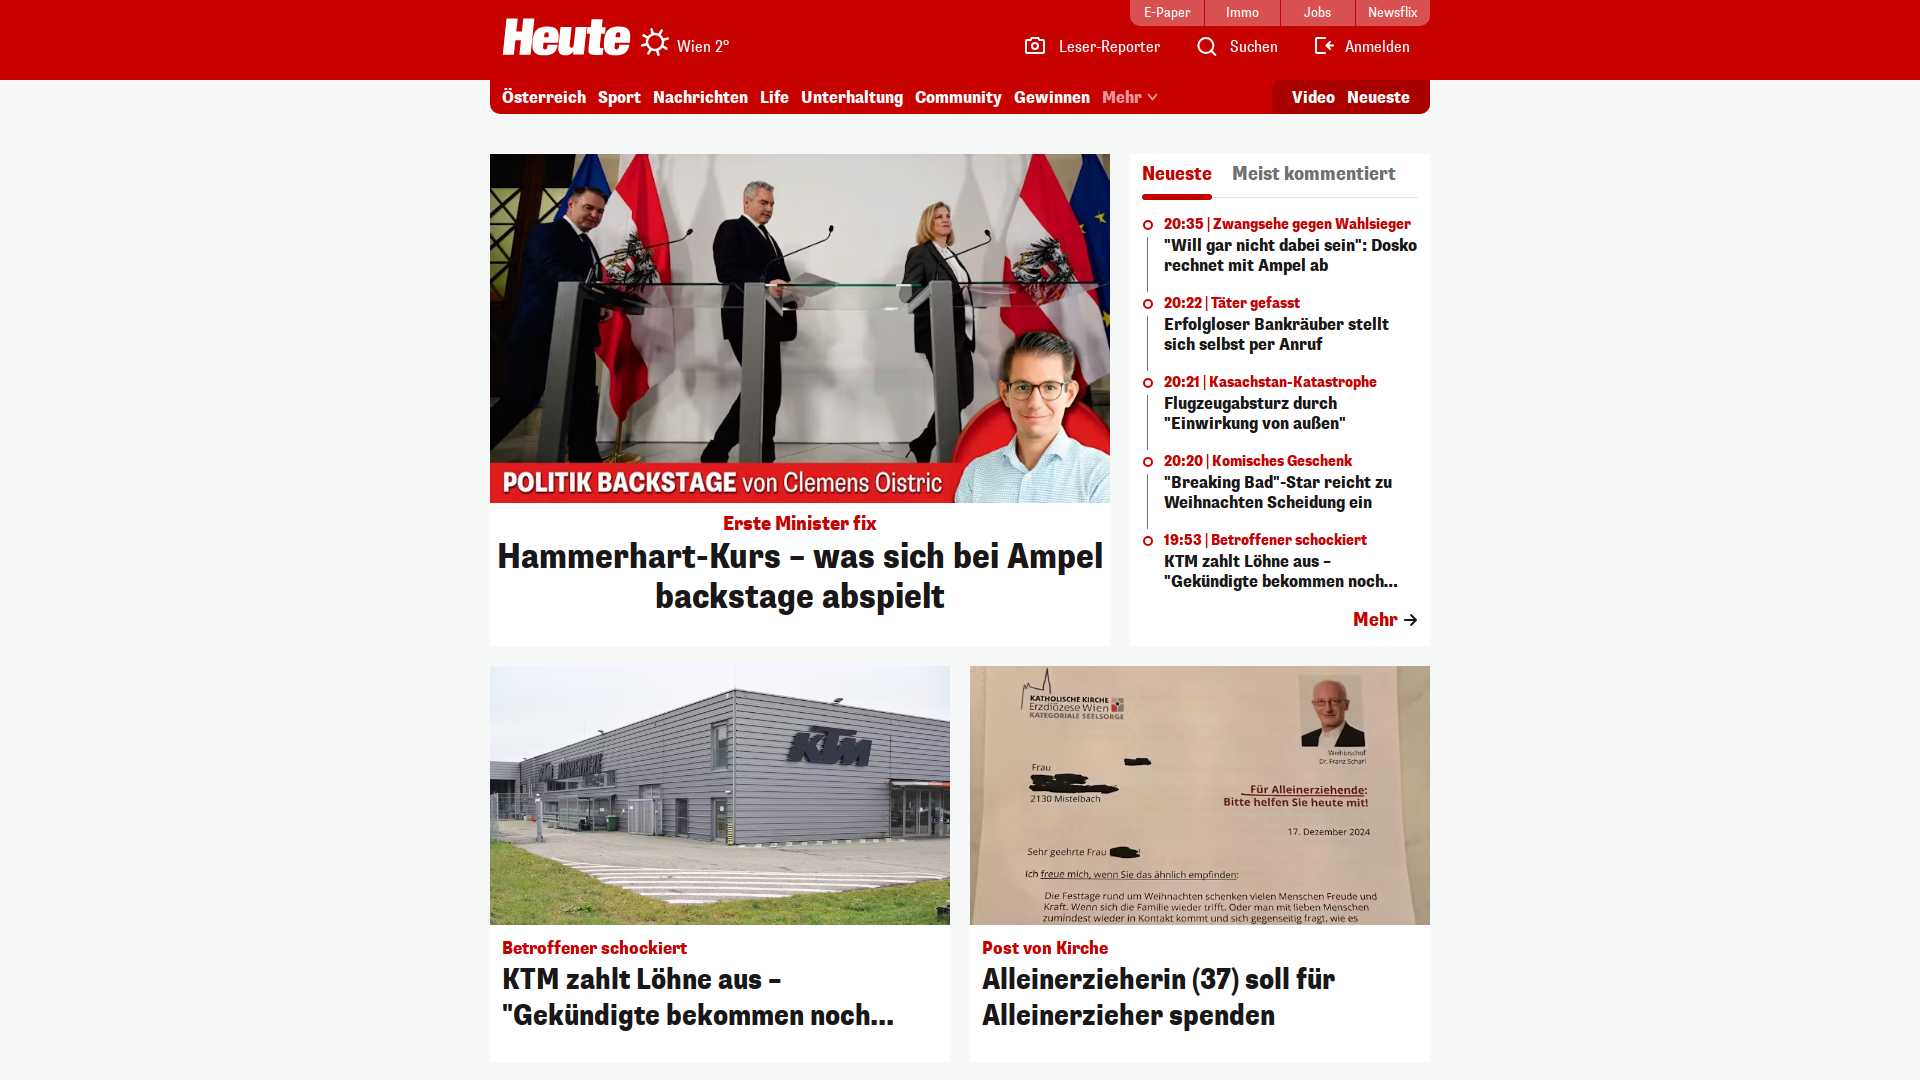 E-Paper
Immo
Jobs
Newsflix
Heute
Wien 2°
Leser-Reporter
Suchen
Anmelden
Österreich
Sport
Nachrichten
Life
Unterhaltung
Community
Gewinnen
Mehr
Video
Neueste
POLITIK BACKSTAGE von Clemens Oistric
Erste Minister fix
Hammerhart-Kurs – was sich bei Ampel
backstage abspielt
Neueste
Meist kommentiert
20:35 | Zwangsehe gegen Wahlsieger
"Will gar nicht dabei sein": Dosko
rechnet mit Ampel ab
20:22 | Täter gefasst
Erfolgloser Bankräuber stellt
sich selbst per Anruf
20:21 | Kasachstan-Katastrophe
Flugzeugabsturz durch
"Einwirkung von außen"
20:20 | Komisches Geschenk
"Breaking Bad"-Star reicht zu
Weihnachten Scheidung ein
19:53 | Betroffener schockiert
KTM zahlt Löhne aus –
"Gekündigte bekommen noch...
Mehr
KTM
Betroffener schockiert
KTM zahlt Löhne aus –
"Gekündigte bekommen noch...
KATHOLISCHE KIRCHE
Erzdiözese Wien
KATEGORIALE SEELSORGE
Weihbischof
Dr. Franz Scharl
Frau
2130 Mistelbach
Für Alleinerziehende:
Bitte helfen Sie heute mit!
17. Dezember 2024
Sehr geehrte Frau !
Ich freue mich, wenn Sie das ähnlich empfinden:
Die Festtage rund um Weihnachten schenken vielen Menschen Freude und
Kraft. Wenn sich die Familie wieder trifft. Oder man mit lieben Menschen
zumindest wieder in Kontakt kommt und sich gegenseitig fragt, wie es
Post von Kirche
Alleinerzieherin (37) soll für
Alleinerzieher spenden